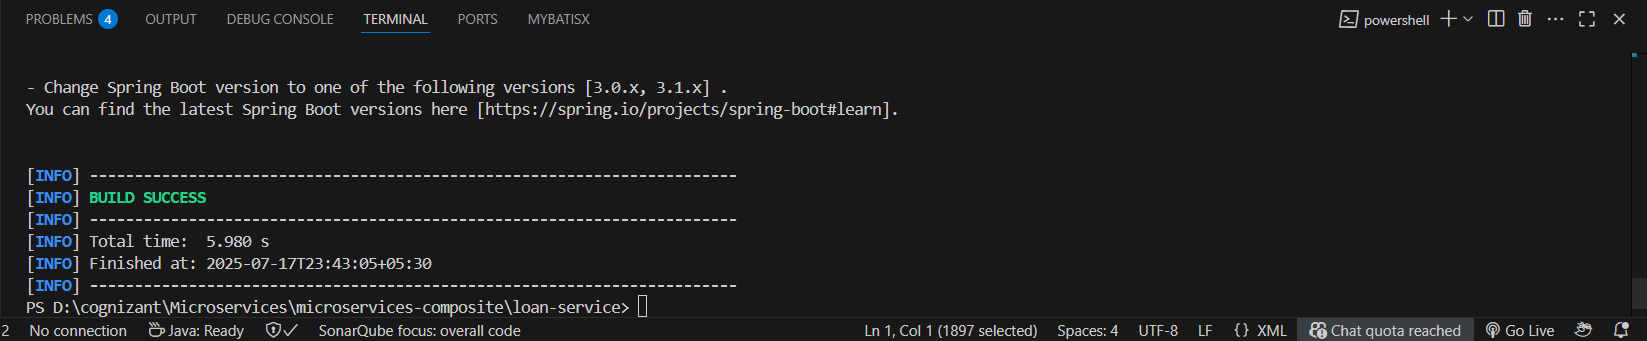 PROBLEMS 4 OUTPUT DEBUG CONSOLE TERMINAL PORTS MYBATISX powershell
- Change Spring Boot version to one of the following versions [3.0.x, 3.1.x] .
You can find the latest Spring Boot versions here [https://spring.io/projects/spring-boot#learn].
[INFO] ------------------------------------------------------------------------
[INFO] BUILD SUCCESS
[INFO] ------------------------------------------------------------------------
[INFO] Total time:  5.980 s
[INFO] Finished at: 2025-07-17T23:43:05+05:30
[INFO] ------------------------------------------------------------------------
PS D:\cognizant\Microservices\microservices-composite\loan-service>
2 No connection Java: Ready SonarQube focus: overall code Ln 1, Col 1 (1897 selected) Spaces: 4 UTF-8 LF {} XML Chat quota reached Go Live